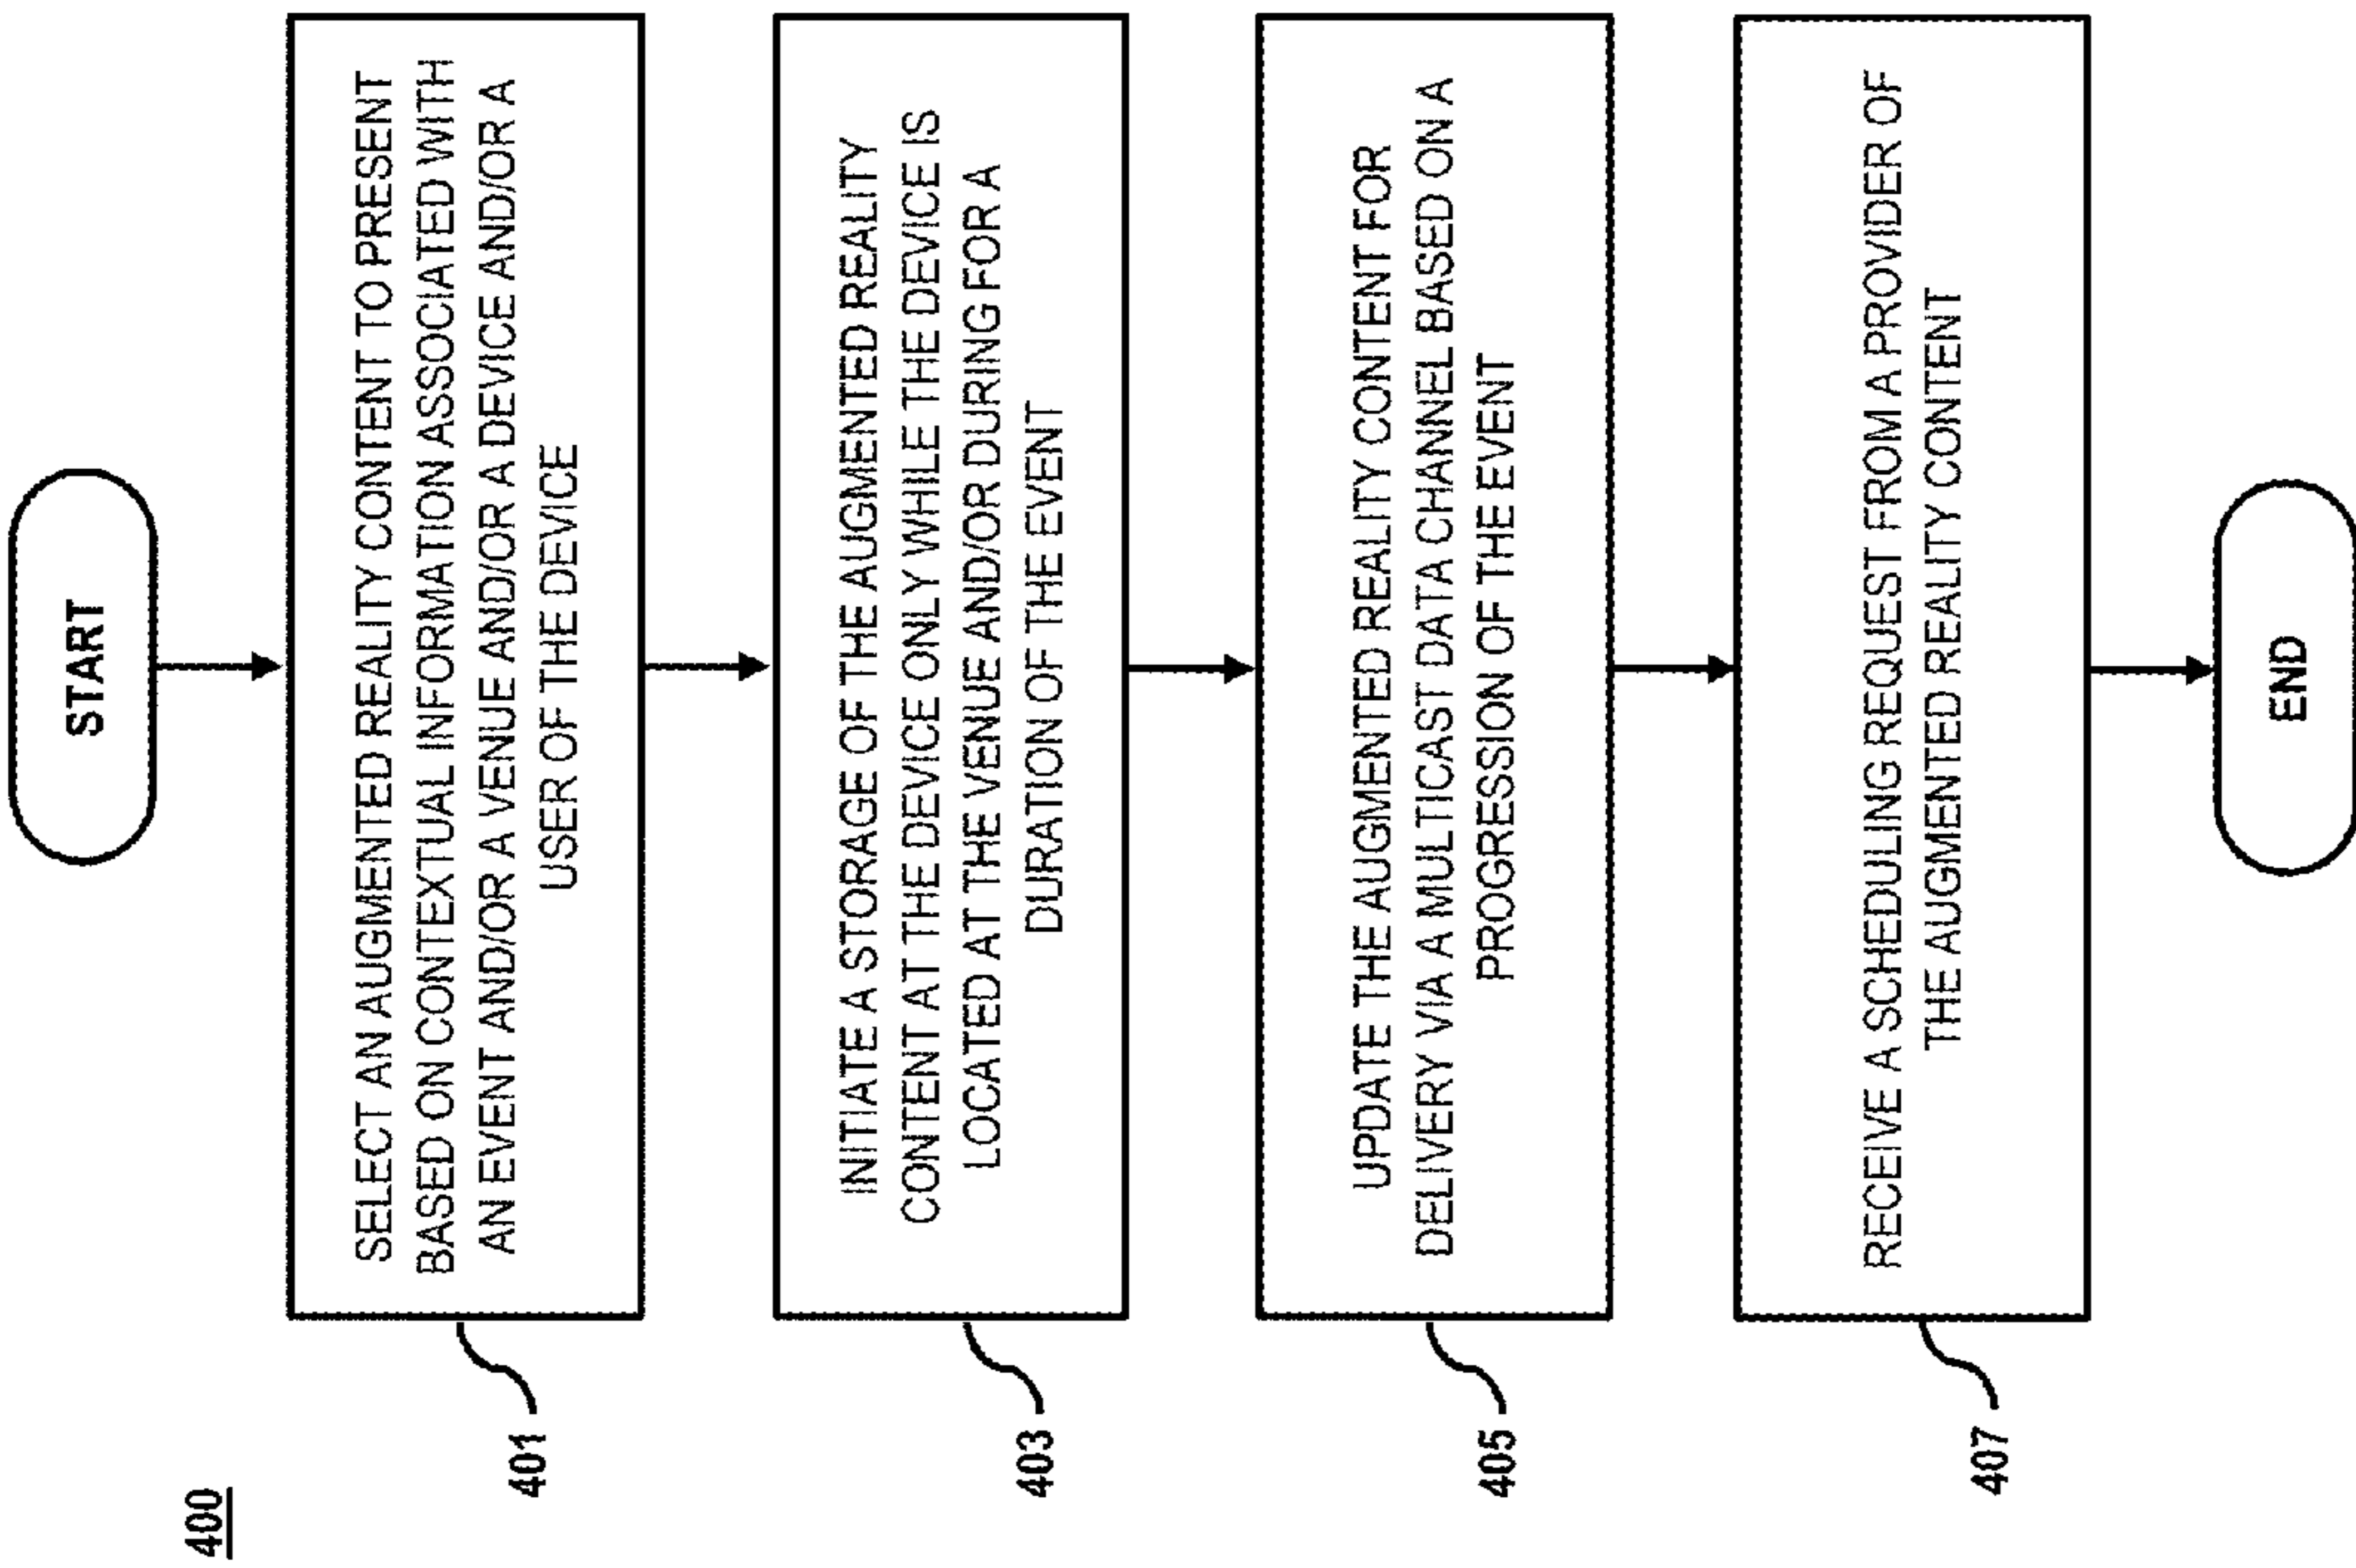 400
START
SELECT AN AUGMENTED REALITY CONTENT TO PRESENT
BASED ON CONTEXTUAL INFORMATION ASSOCIATED WITH
AN EVENT AND/OR A VENUE AND/OR A DEVICE AND/OR A
USER OF THE DEVICE
401
INITIATE A STORAGE OF THE AUGMENTED REALITY
CONTENT AT THE DEVICE ONLY WHILE THE DEVICE IS
LOCATED AT THE VENUE AND/OR DURING FOR A
DURATION OF THE EVENT
403
UPDATE THE AUGMENTED REALITY CONTENT FOR
DELIVERY VIA A MULTICAST DATA CHANNEL BASED ON A
PROGRESSION OF THE EVENT
405
RECEIVE A SCHEDULING REQUEST FROM A PROVIDER OF
THE AUGMENTED REALITY CONTENT
407
END